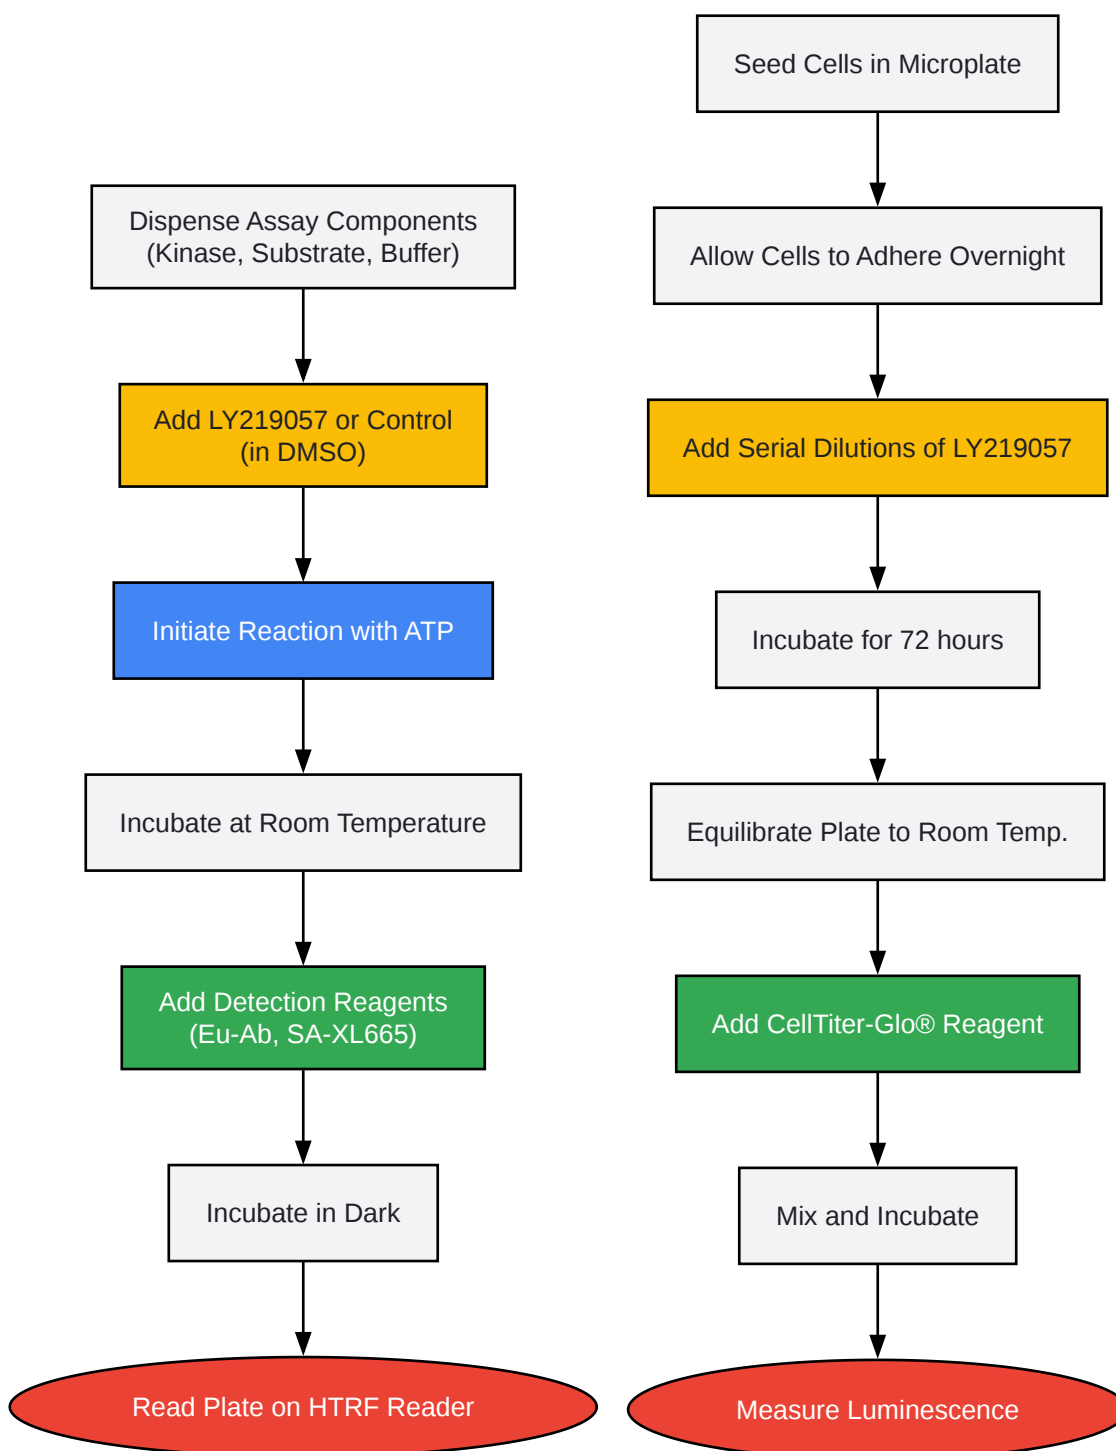 Dispense Assay Components
(Kinase, Substrate, Buffer)
Add LY219057 or Control
(in DMSO)
Initiate Reaction with ATP
Incubate at Room Temperature
Add Detection Reagents
(Eu-Ab, SA-XL665)
Incubate in Dark
Read Plate on HTRF Reader
Seed Cells in Microplate
Allow Cells to Adhere Overnight
Add Serial Dilutions of LY219057
Incubate for 72 hours
Equilibrate Plate to Room Temp.
Add CellTiter-Glo® Reagent
Mix and Incubate
Measure Luminescence